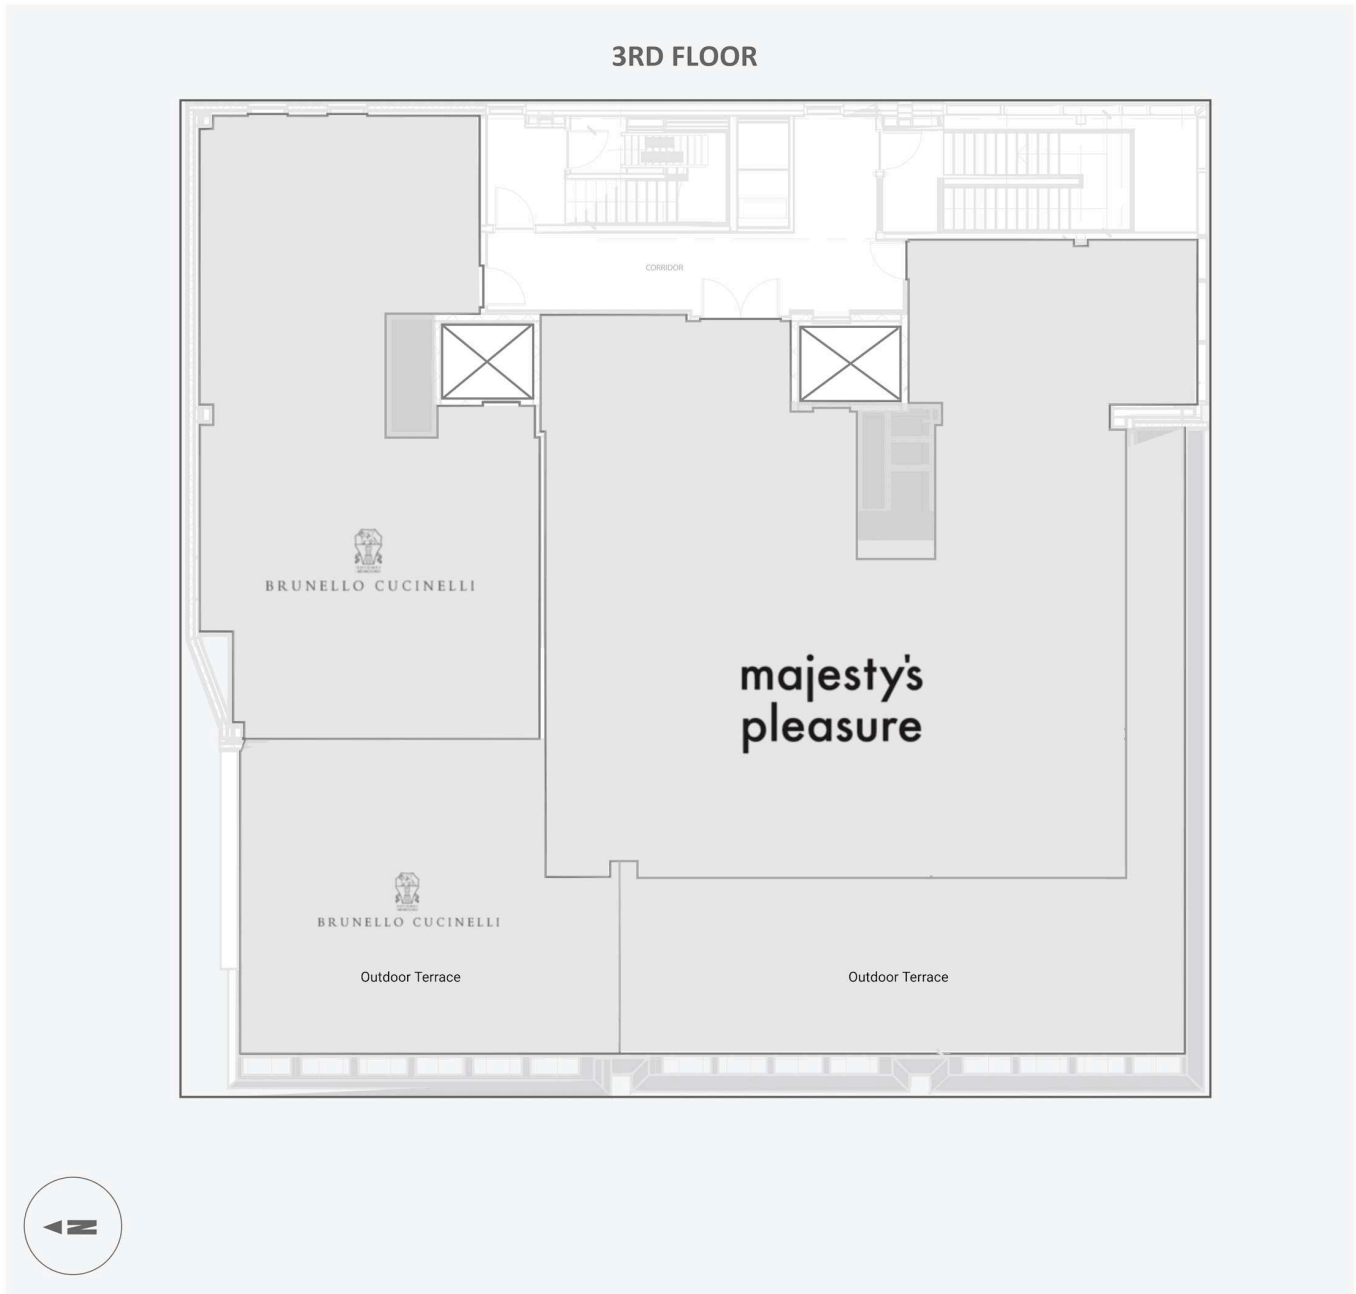 3RD FLOOR
CORRIDOR
BRUNELLO CUCINELLI
majesty's
pleasure
BRUNELLO CUCINELLI
Outdoor Terrace
Outdoor Terrace
N